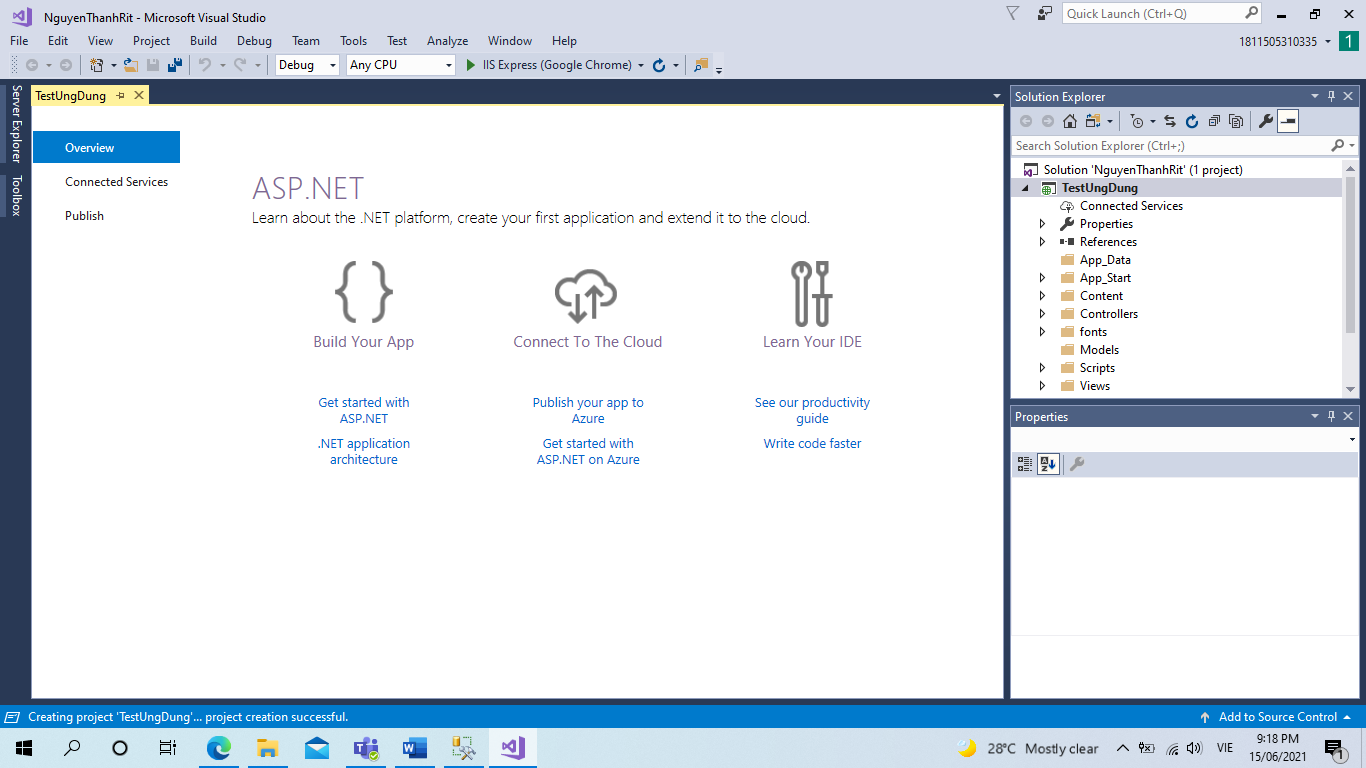 NguyenThanhRit - Microsoft Visual Studio
Quick Launch (Ctrl+Q)
File Edit View Project Build Debug Team Tools Test Analyze Window Help
1811505310335
1
Debug Any CPU IIS Express (Google Chrome)
Server Explorer
Toolbox
TestUngDung
Overview
Connected Services
Publish
ASP.NET
Learn about the .NET platform, create your first application and extend it to the cloud.
Build Your App
Get started with
ASP.NET
.NET application
architecture
Connect To The Cloud
Publish your app to
Azure
Get started with
ASP.NET on Azure
Learn Your IDE
See our productivity
guide
Write code faster
Solution Explorer
Search Solution Explorer (Ctrl+;)
Solution 'NguyenThanhRit' (1 project)
TestUngDung
Connected Services
Properties
References
App_Data
App_Start
Content
Controllers
fonts
Models
Scripts
Views
Properties
Creating project 'TestUngDung'... project creation successful.
Add to Source Control
28°C Mostly clear
VIE
9:18 PM
15/06/2021
1